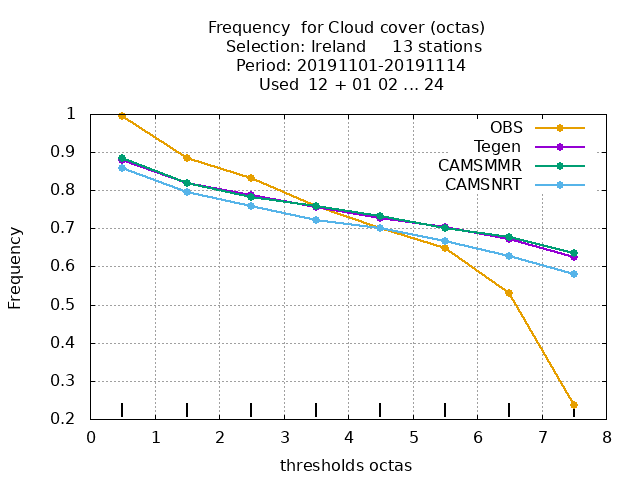 Frequency  for Cloud cover (octas)
Selection: Ireland     13 stations
Period: 20191101-20191114
Used  12 + 01 02 ... 24
OBS
Tegen
CAMSMMR
CAMSNRT
1
0.9
0.8
0.7
0.6
0.5
0.4
0.3
0.2
Frequency
0 1 2 3 4 5 6 7 8
thresholds octas